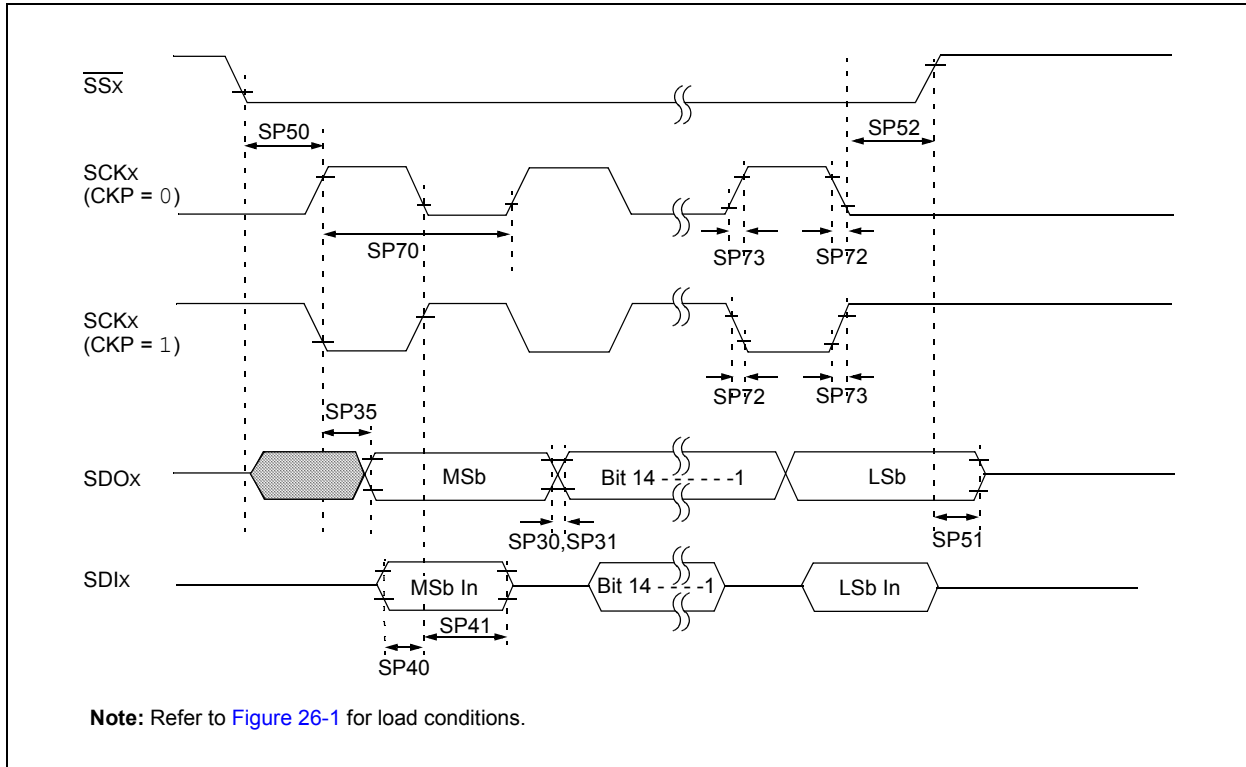 SSx
SP50
SP52
SCKx
(CKP = 0)
SP70
SP73
SP72
SCKx
(CKP = 1)
SP72
SP73
SP35
SDOx
MSb
Bit 14 - - - - - - -1
LSb
SP30,SP31
SP51
SDIx
MSb In
Bit 14 - - - - -1
LSb In
SP41
SP40
Note: Refer to Figure 26-1 for load conditions.